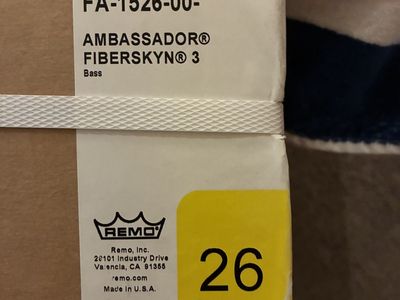 FA-1526-00-
AMBASSADOR®
FIBERSKYN® 3
Bass
REMO
Remo, Inc.
28101 Industry Drive
Valencia, CA 91355
remo.com
Made in U.S.A.
26